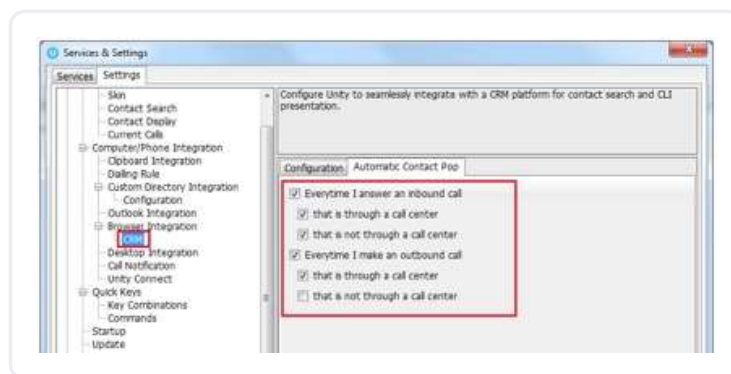 Services & Settings
Services Settings
Skin
Contact Search
Contact Display
Current Calls
Computer/Phone Integration
Clipboard Integration
Dialing Rule
Custom Directory Integration
Configuration
Outlook Integration
Browser Integration
CRM
Desktop Integration
Call Notification
Unity Connect
Quick Keys
Key Combinations
Commands
Startup
Update
Configure Unity to seamlessly integrate with a CRM platform for contact search and CLI
presentation.
Configuration Automatic Contact Pop
Everytime I answer an inbound call
that is through a call center
that is not through a call center
Everytime I make an outbound call
that is through a call center
that is not through a call center